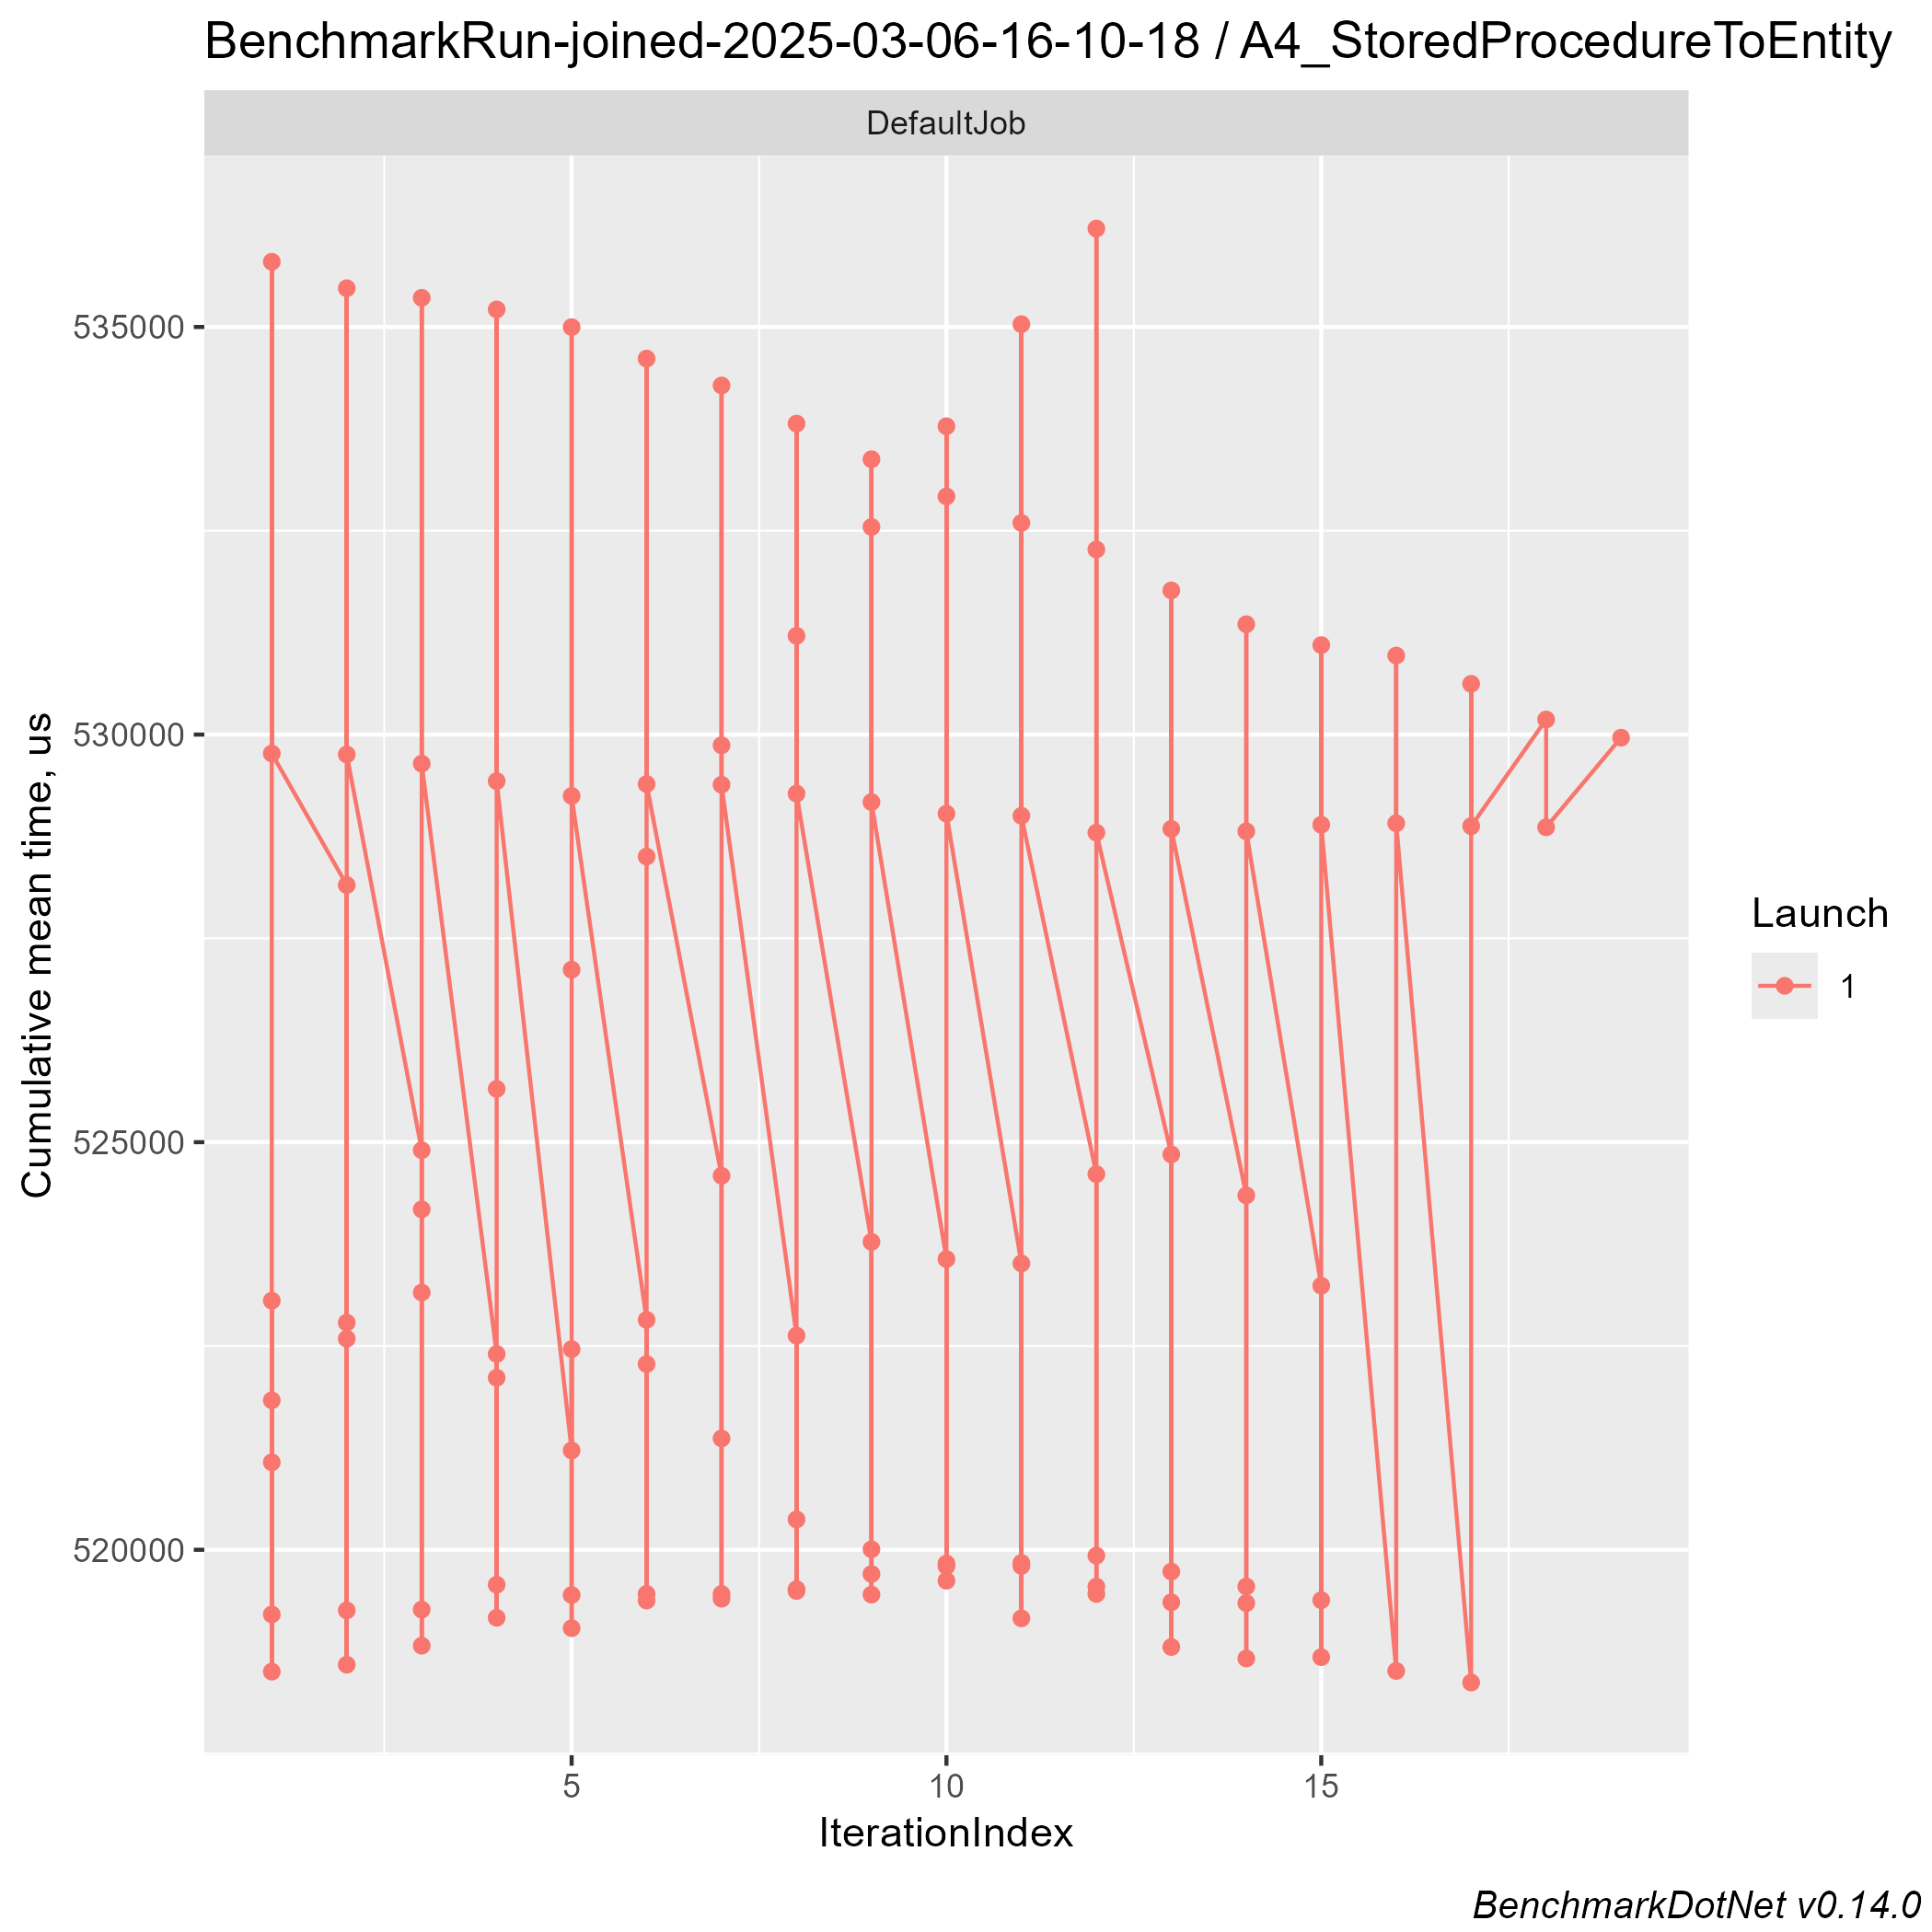 BenchmarkRun-joined-2025-03-06-16-10-18 / A4_StoredProcedureToEntity
DefaultJob
Cumulative mean time, us
535000
530000
525000
520000
5
10
15
IterationIndex
Launch
1
BenchmarkDotNet v0.14.0